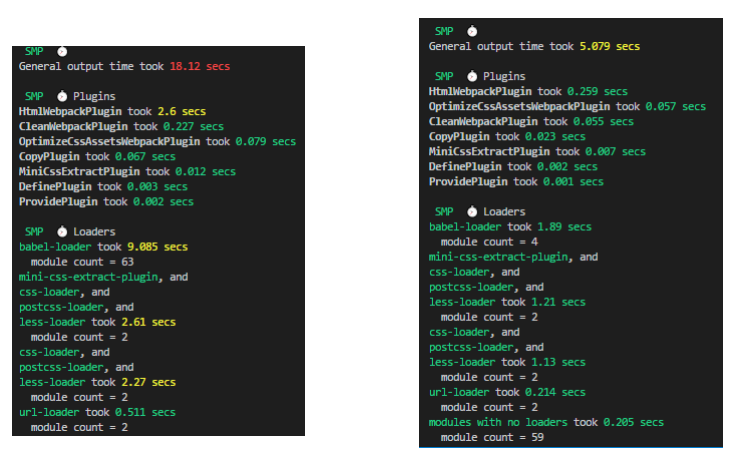 SMP
General output time took 18.12 secs
SMP Plugins
HtmlWebpackPlugin took 2.6 secs
CleanWebpackPlugin took 0.227 secs
OptimizeCssAssetsWebpackPlugin took 0.079 secs
CopyPlugin took 0.067 secs
MiniCssExtractPlugin took 0.012 secs
DefinePlugin took 0.003 secs
ProvidePlugin took 0.002 secs
SMP Loaders
babel-loader took 9.085 secs
module count = 63
mini-css-extract-plugin, and
css-loader, and
postcss-loader, and
less-loader took 2.61 secs
module count = 2
css-loader, and
postcss-loader, and
less-loader took 2.27 secs
module count = 2
url-loader took 0.511 secs
module count = 2
SMP
General output time took 5.079 secs
SMP Plugins
HtmlWebpackPlugin took 0.259 secs
OptimizeCssAssetsWebpackPlugin took 0.057 secs
CleanWebpackPlugin took 0.055 secs
CopyPlugin took 0.023 secs
MiniCssExtractPlugin took 0.007 secs
DefinePlugin took 0.002 secs
ProvidePlugin took 0.001 secs
SMP Loaders
babel-loader took 1.89 secs
module count = 4
mini-css-extract-plugin, and
css-loader, and
postcss-loader, and
less-loader took 1.21 secs
module count = 2
css-loader, and
postcss-loader, and
less-loader took 1.13 secs
module count = 2
url-loader took 0.214 secs
module count = 2
modules with no loaders took 0.205 secs
module count = 59